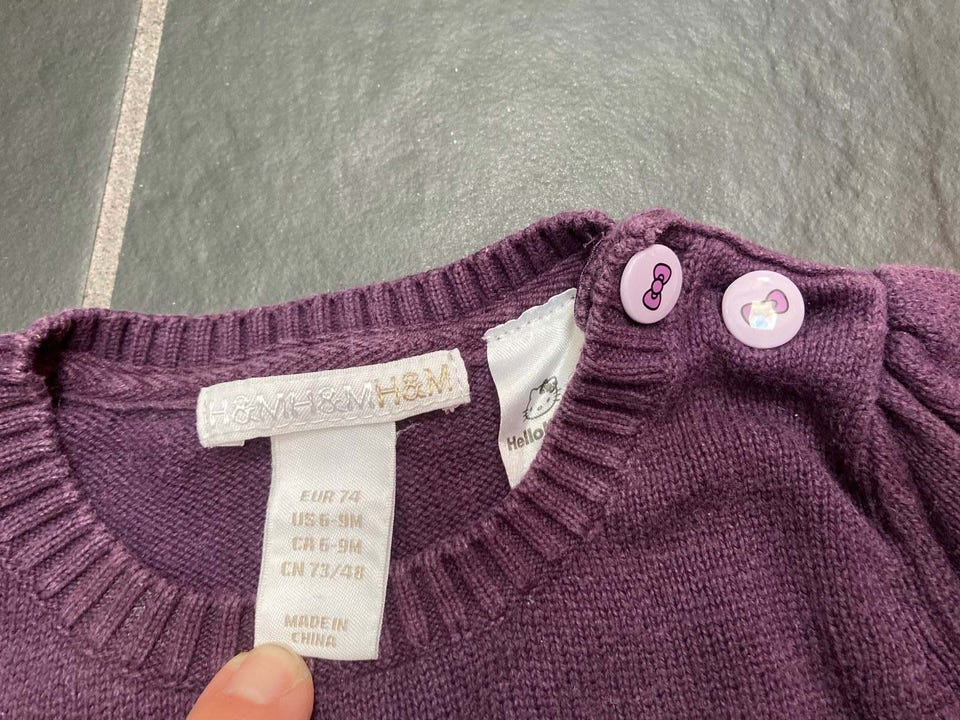 H&MH&MH&M
EUR 74
US 6-9M
CA 6-9M
CN 73/48
MADE IN
CHINA
Hello